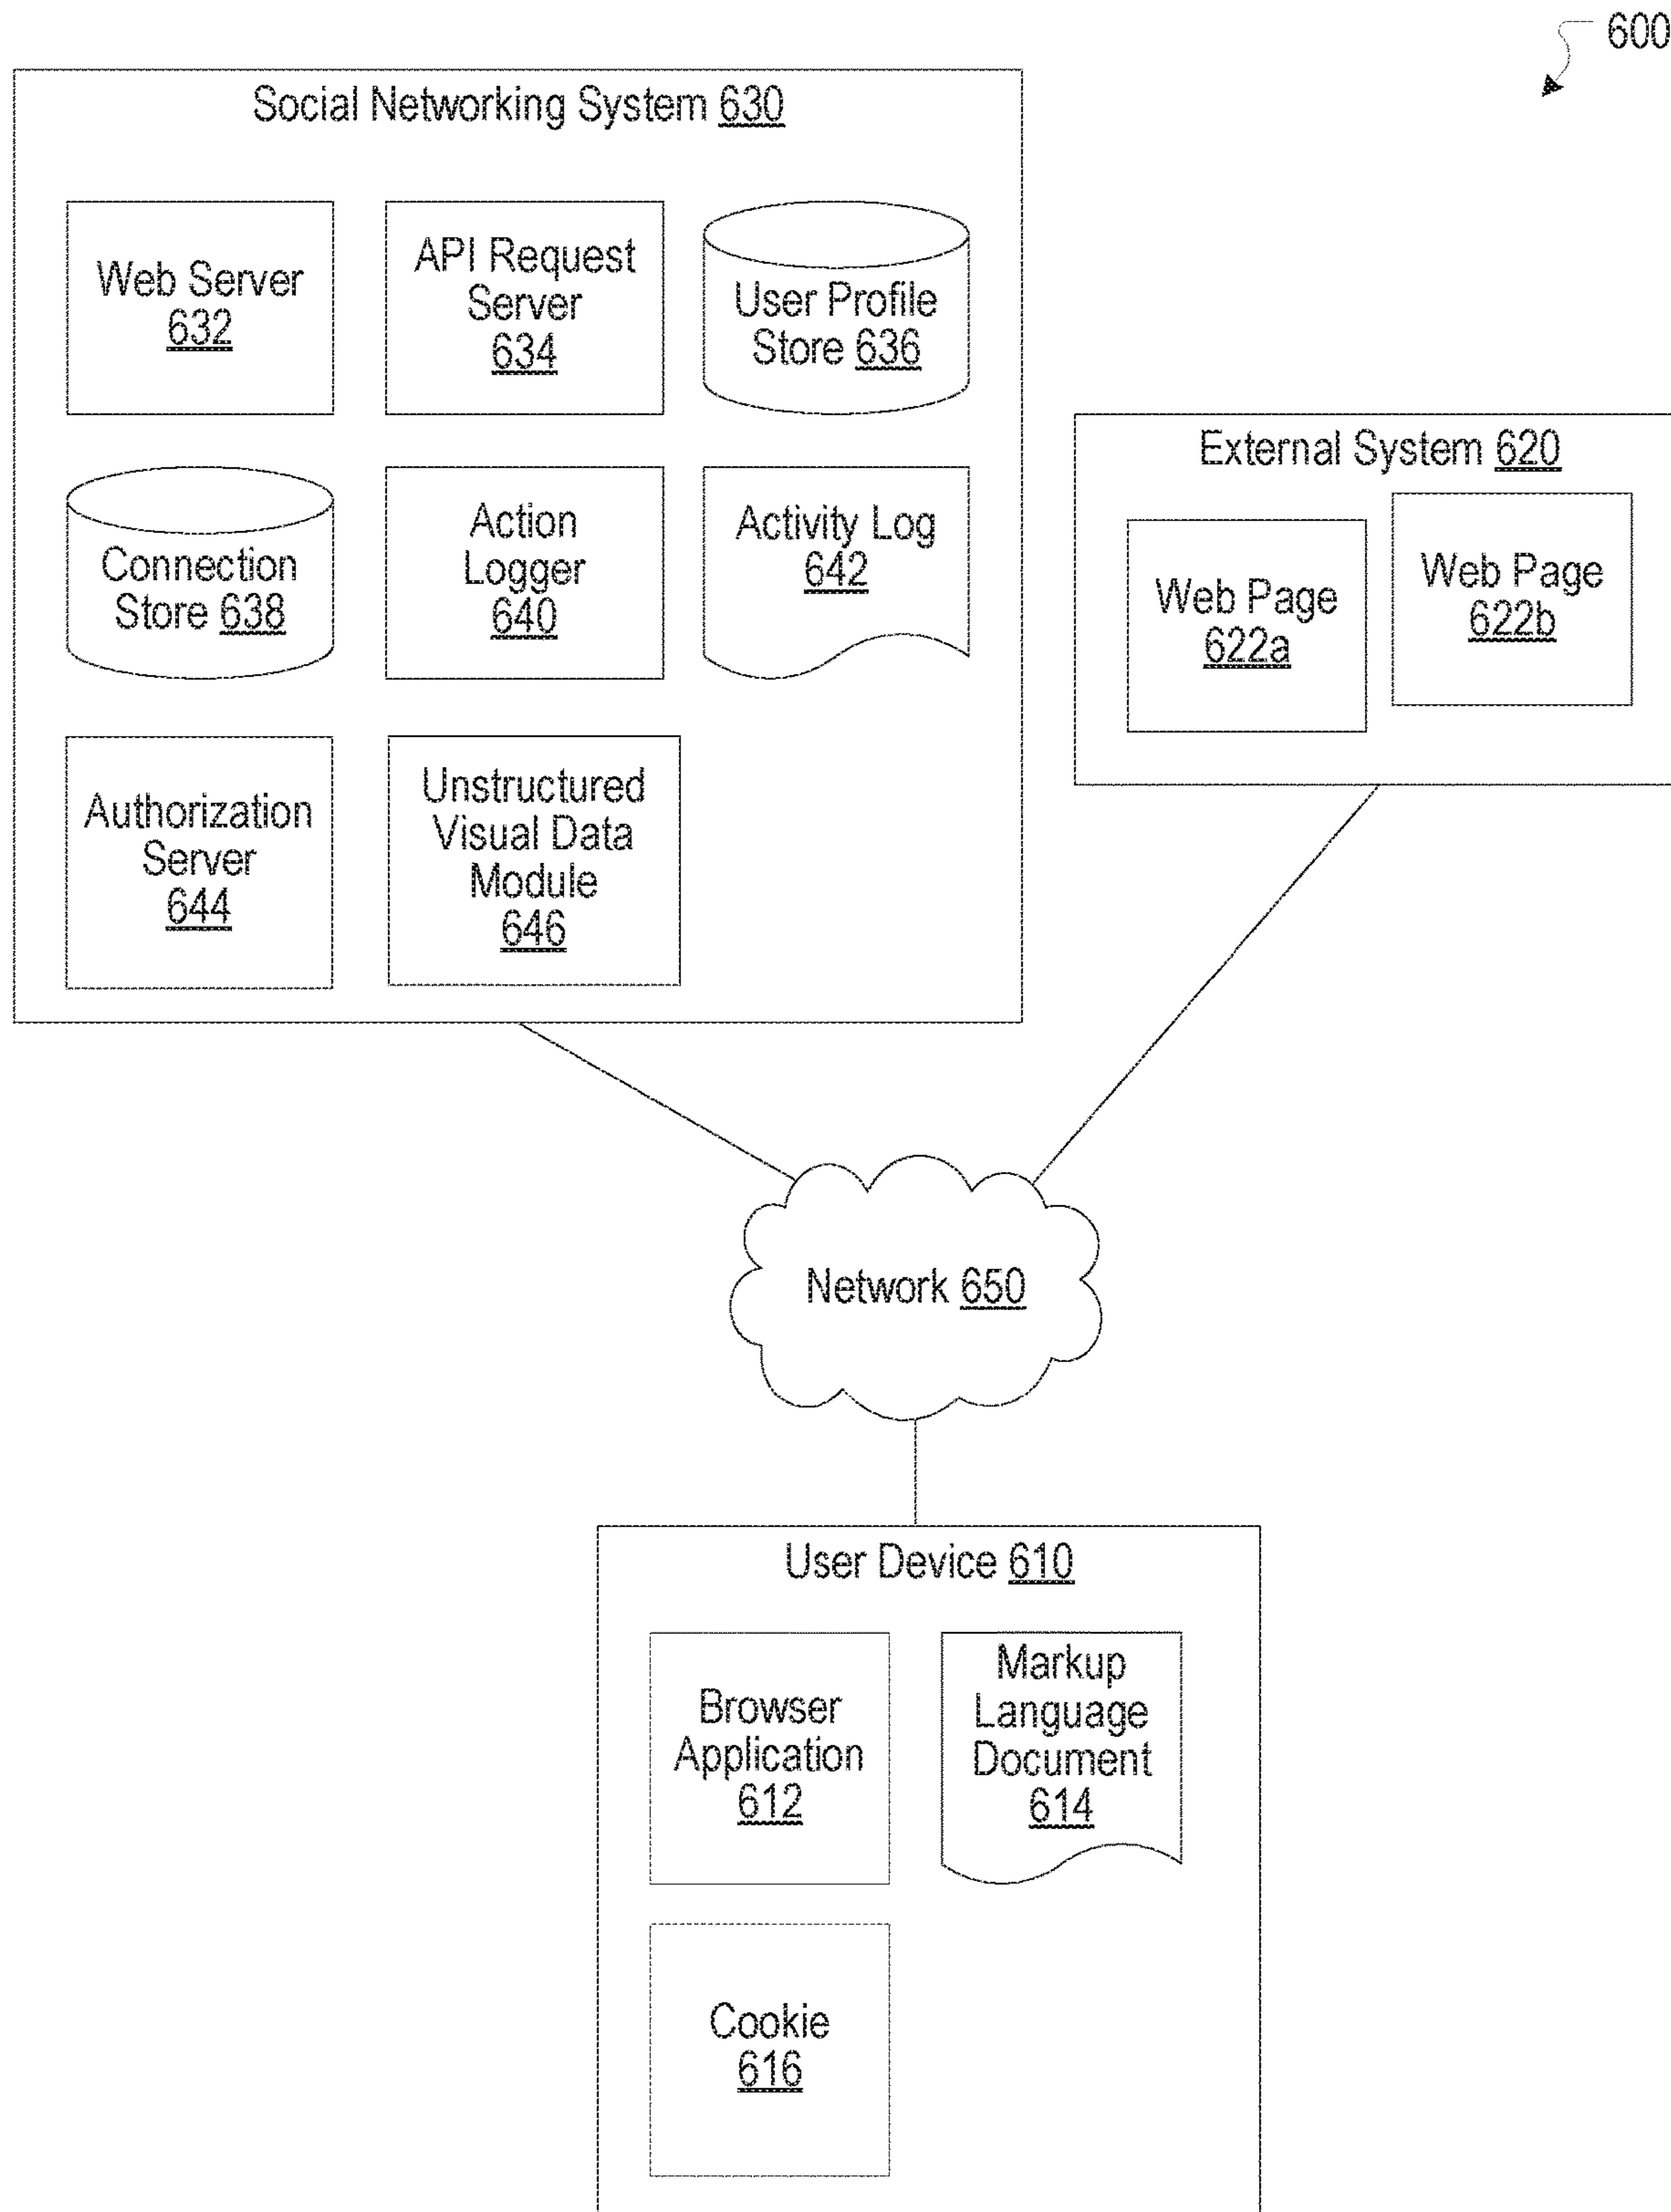 600
Social Networking System 630
Web Server
632
API Request
Server
634
User Profile
Store 636
Connection
Store 638
Action
Logger
640
Activity Log
642
Authorization
Server
644
Unstructured
Visual Data
Module
646
External System 620
Web Page
622a
Web Page
622b
Network 650
User Device 610
Browser
Application
612
Markup
Language
Document
614
Cookie
616